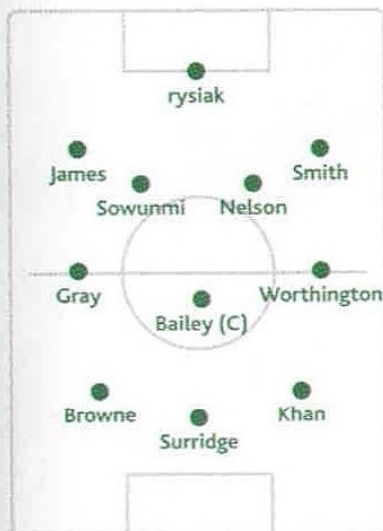 rysiak
James
Smith
Sowunmi
Nelson
Gray
Worthington
Bailey (C)
Browne
Khan
Surridge